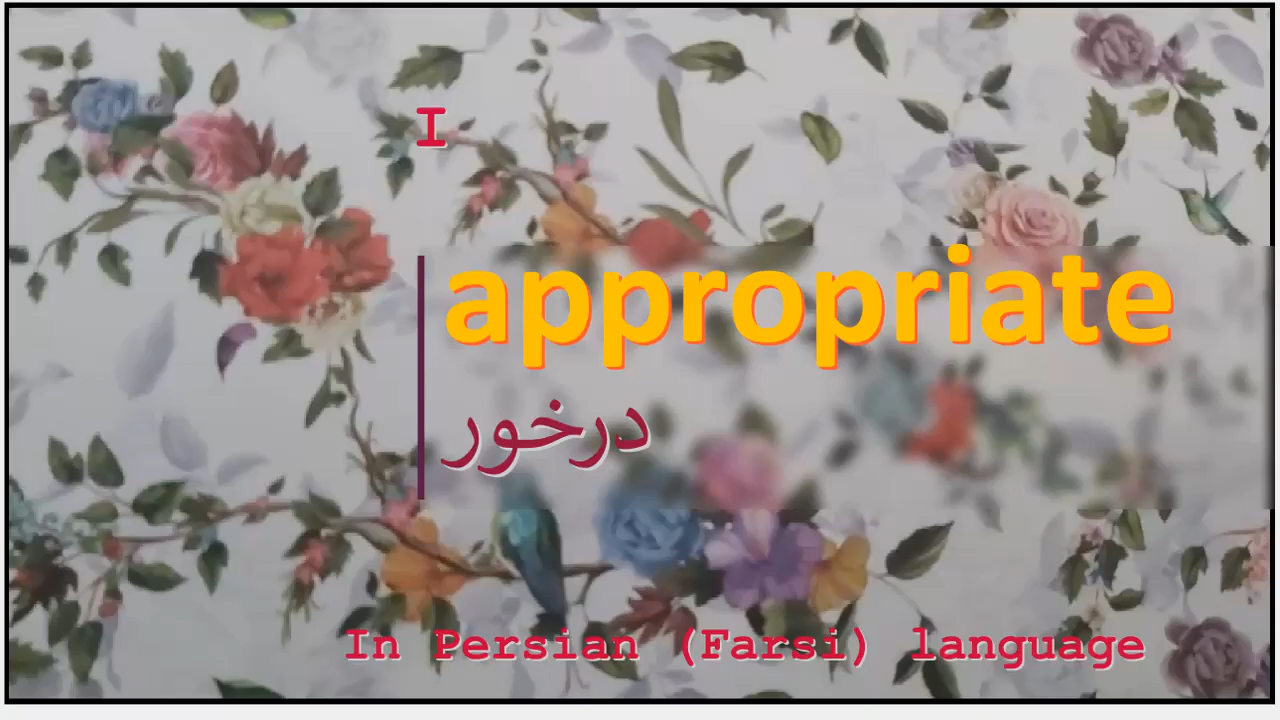 I
appropriate
درخور
In Persian (Farsi) language